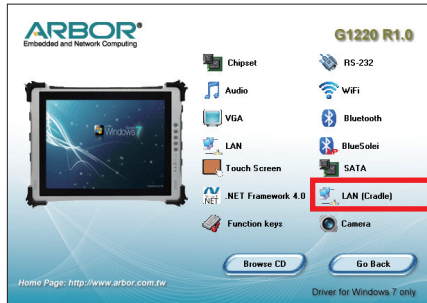 ARBOR®
Embedded and Network Computing
G1220 R1.0
Windows 7
Chipset
RS-232
Audio
WiFi
VGA
Bluetooth
LAN
BlueSolei
Touch Screen
SATA
.NET
.NET Framework 4.0
LAN (Cradle)
Function keys
Camera
Browse CD
Go Back
Home Page: http://www.arbor.com.tw
Driver for Windows 7 only